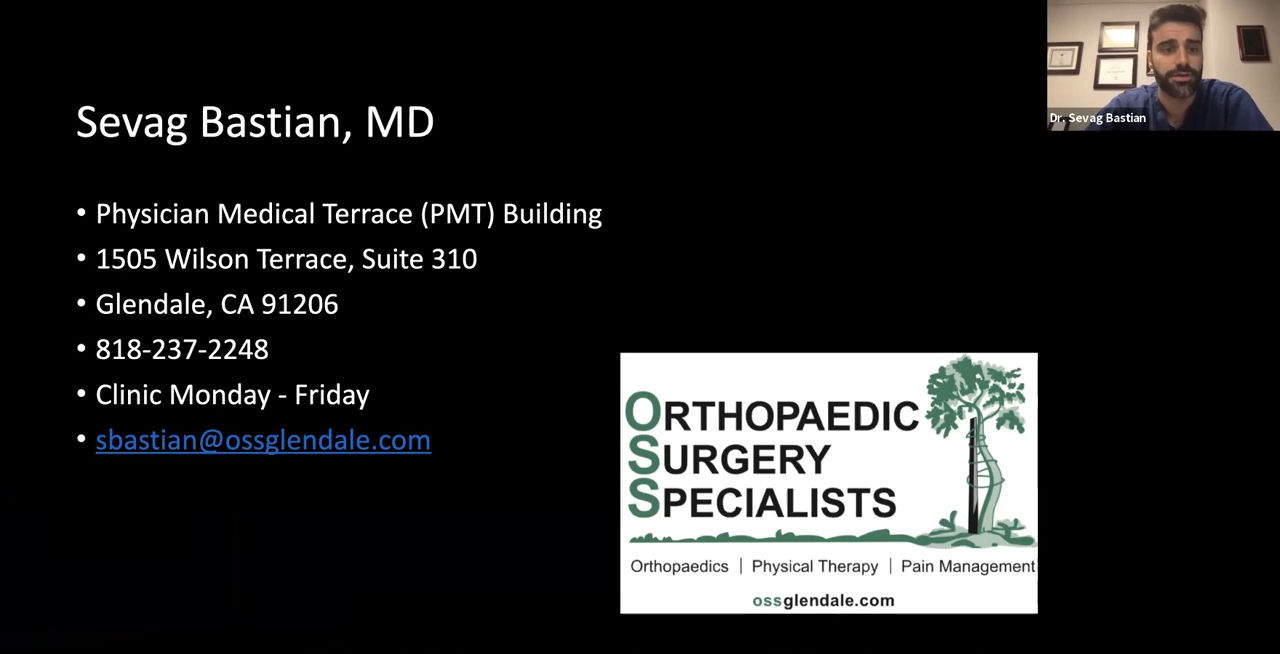 Sevag Bastian, MD
• Physician Medical Terrace (PMT) Building
• 1505 Wilson Terrace, Suite 310
• Glendale, CA 91206
• 818-237-2248
• Clinic Monday - Friday
• sbastian@ossglendale.com
Dr. Sevag Bastian
ORTHOPAEDIC
SURGERY
SPECIALISTS
Orthopaedics | Physical Therapy | Pain Management
ossglendale.com